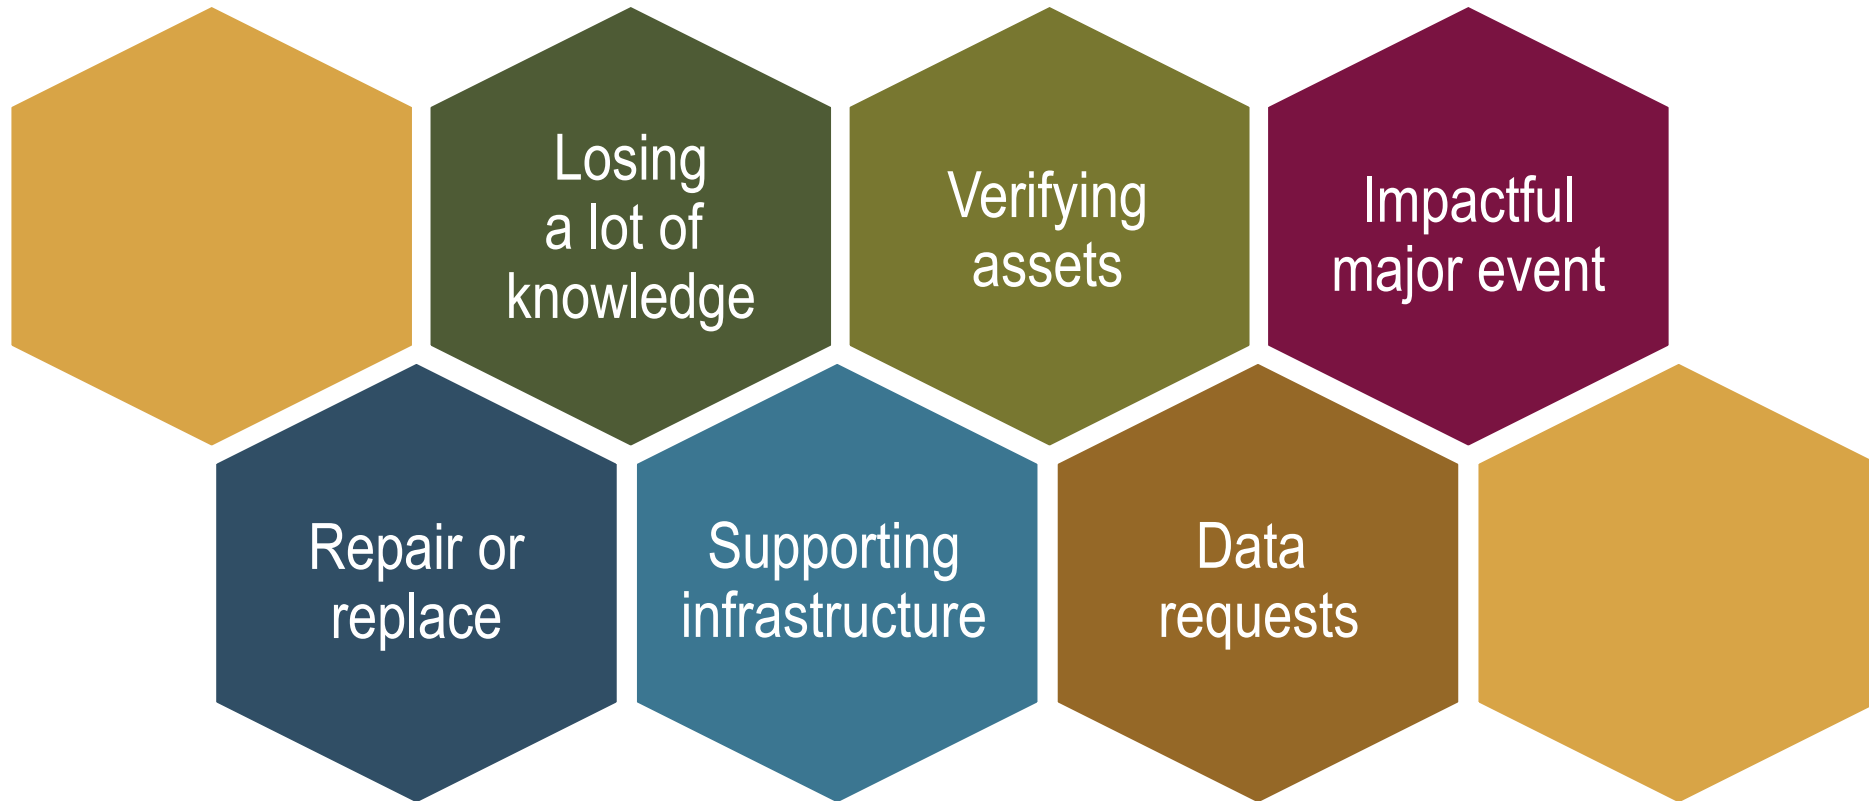 Losing
a lot of
knowledge
Verifying
assets
Impactful
major event
Repair or
replace
Supporting
infrastructure
Data
requests